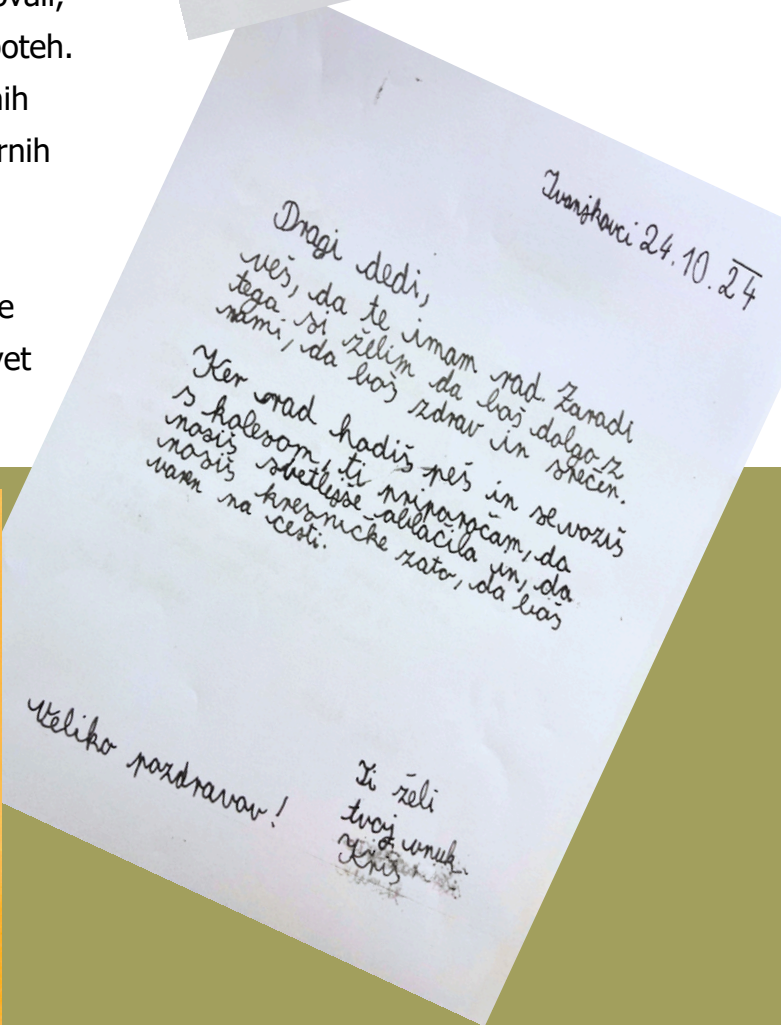 oteh.
nih
rnih
e
vet
Ivanjkovci 24.10.24
Dragi dedi,
veš, da te imam rad. Zaradi
tega si želim da boš dolgo z
nami, da boš zdrav in srečen.
Ker rad hodiš peš in se voziš
s kolesom, ti priporočam, da
nosiš svetlejše oblačila in, da
nosiš kresničke zato, da boš
varen na cesti.
Veliko pozdravov!
Ti želi
tvoj vnuk.
Kris